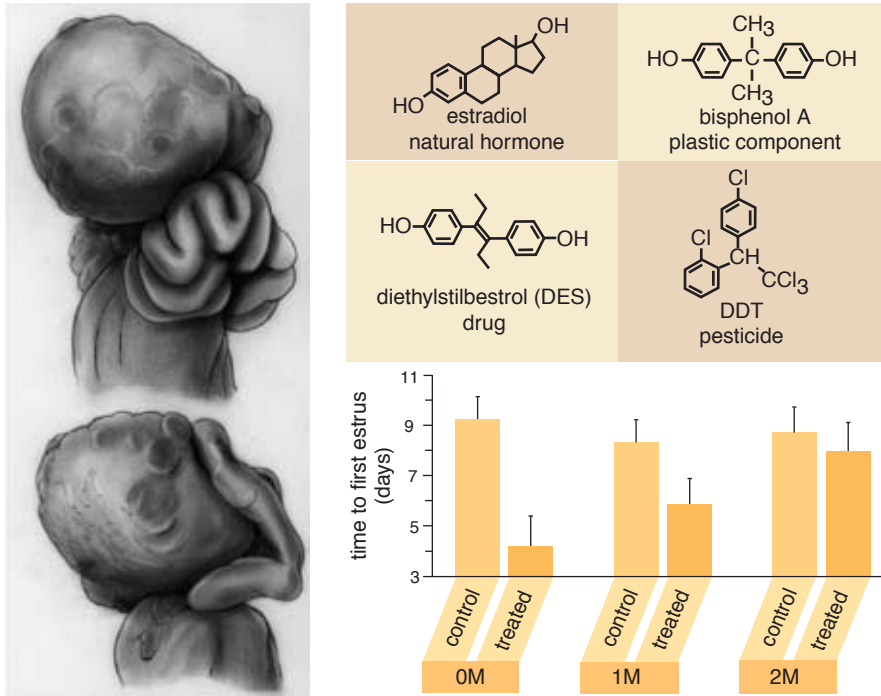 OH
HO
estradiol
natural hormone
CH3
HO
C
OH
CH3
bisphenol A
plastic component
HO
OH
diethylstilbestrol (DES)
drug
Cl
Cl
CH
CCl3
DDT
pesticide
time to first estrus
(days)
11
9
7
5
3
control
treated
control
treated
control
treated
0M
1M
2M